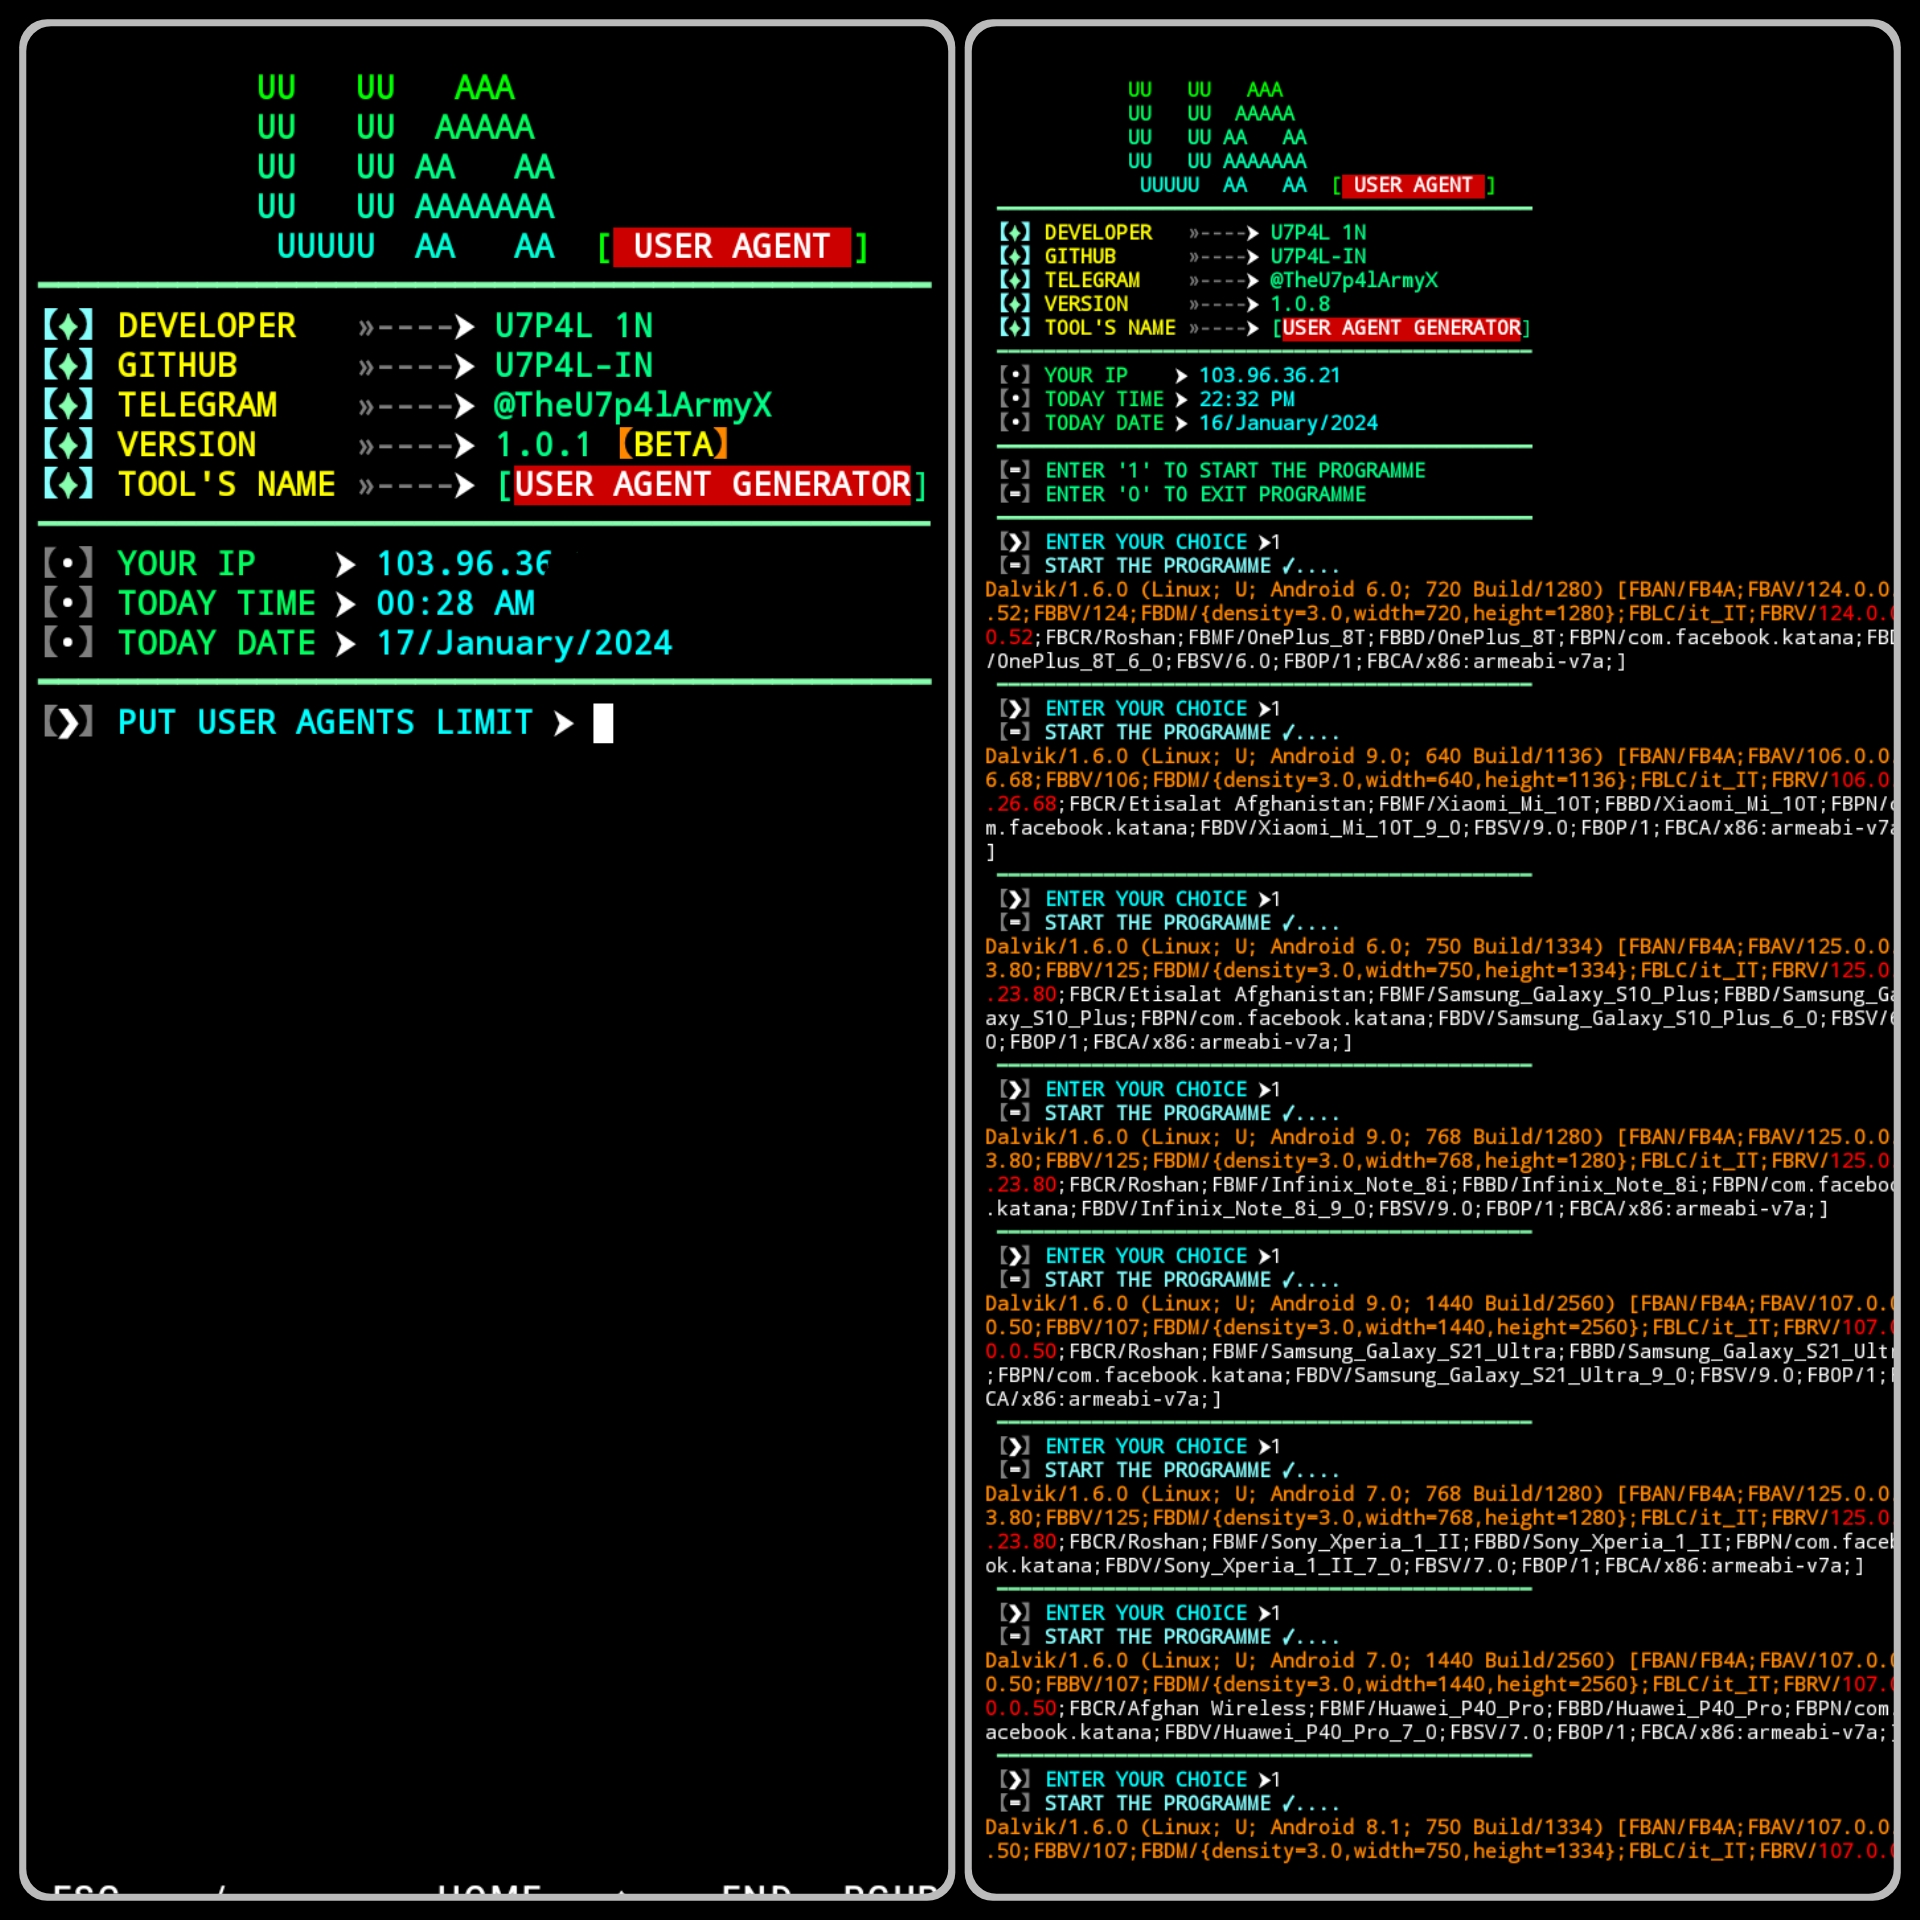 UU   UU   AAA
UU   UU  AAAAA
UU   UU AA   AA
UU   UU AAAAAAA
UUUUU  AA   AA  [ USER AGENT ]
【✦】 DEVELOPER »----➤ U7P4L 1N
【✦】 GITHUB »----➤ U7P4L-IN
【✦】 TELEGRAM »----➤ @TheU7p4lArmyX
【✦】 VERSION »----➤ 1.0.1 【BETA】
【✦】 TOOL'S NAME »----➤ [USER AGENT GENERATOR]
【•】 YOUR IP ➤ 103.96.36
【•】 TODAY TIME ➤ 00:28 AM
【•】 TODAY DATE ➤ 17/January/2024
【❯】 PUT USER AGENTS LIMIT ➤
ESC / HOME END PGUP
UU   UU   AAA
UU   UU  AAAAA
UU   UU AA   AA
UU   UU AAAAAAA
UUUUU  AA   AA  [ USER AGENT ]
【✦】 DEVELOPER »----➤ U7P4L 1N
【✦】 GITHUB »----➤ U7P4L-IN
【✦】 TELEGRAM »----➤ @TheU7p4lArmyX
【✦】 VERSION »----➤ 1.0.8
【✦】 TOOL'S NAME »----➤ [USER AGENT GENERATOR]
【•】 YOUR IP ➤ 103.96.36.21
【•】 TODAY TIME ➤ 22:32 PM
【•】 TODAY DATE ➤ 16/January/2024
【=】 ENTER '1' TO START THE PROGRAMME
【=】 ENTER '0' TO EXIT PROGRAMME
【❯】 ENTER YOUR CHOICE ➤1
【=】 START THE PROGRAMME ✓....
Dalvik/1.6.0 (Linux; U; Android 6.0; 720 Build/1280) [FBAN/FB4A;FBAV/124.0.0.
.52;FBBV/124;FBDM/{density=3.0,width=720,height=1280};FBLC/it_IT;FBRV/124.0.0
0.52;FBCR/Roshan;FBMF/OnePlus_8T;FBBD/OnePlus_8T;FBPN/com.facebook.katana;FBD
/OnePlus_8T_6_0;FBSV/6.0;FBOP/1;FBCA/x86:armeabi-v7a;]
【❯】 ENTER YOUR CHOICE ➤1
【=】 START THE PROGRAMME ✓....
Dalvik/1.6.0 (Linux; U; Android 9.0; 640 Build/1136) [FBAN/FB4A;FBAV/106.0.0.
6.68;FBBV/106;FBDM/{density=3.0,width=640,height=1136};FBLC/it_IT;FBRV/106.0.
.26.68;FBCR/Etisalat Afghanistan;FBMF/Xiaomi_Mi_10T;FBBD/Xiaomi_Mi_10T;FBPN/c
m.facebook.katana;FBDV/Xiaomi_Mi_10T_9_0;FBSV/9.0;FBOP/1;FBCA/x86:armeabi-v7a
]
【❯】 ENTER YOUR CHOICE ➤1
【=】 START THE PROGRAMME ✓....
Dalvik/1.6.0 (Linux; U; Android 6.0; 750 Build/1334) [FBAN/FB4A;FBAV/125.0.0.
3.80;FBBV/125;FBDM/{density=3.0,width=750,height=1334};FBLC/it_IT;FBRV/125.0.
.23.80;FBCR/Etisalat Afghanistan;FBMF/Samsung_Galaxy_S10_Plus;FBBD/Samsung_Ga
axy_S10_Plus;FBPN/com.facebook.katana;FBDV/Samsung_Galaxy_S10_Plus_6_0;FBSV/6
0;FBOP/1;FBCA/x86:armeabi-v7a;]
【❯】 ENTER YOUR CHOICE ➤1
【=】 START THE PROGRAMME ✓....
Dalvik/1.6.0 (Linux; U; Android 9.0; 768 Build/1280) [FBAN/FB4A;FBAV/125.0.0.
3.80;FBBV/125;FBDM/{density=3.0,width=768,height=1280};FBLC/it_IT;FBRV/125.0.
.23.80;FBCR/Roshan;FBMF/Infinix_Note_8i;FBBD/Infinix_Note_8i;FBPN/com.faceboo
.katana;FBDV/Infinix_Note_8i_9_0;FBSV/9.0;FBOP/1;FBCA/x86:armeabi-v7a;]
【❯】 ENTER YOUR CHOICE ➤1
【=】 START THE PROGRAMME ✓....
Dalvik/1.6.0 (Linux; U; Android 9.0; 1440 Build/2560) [FBAN/FB4A;FBAV/107.0.0
0.50;FBBV/107;FBDM/{density=3.0,width=1440,height=2560};FBLC/it_IT;FBRV/107.0
0.0.50;FBCR/Roshan;FBMF/Samsung_Galaxy_S21_Ultra;FBBD/Samsung_Galaxy_S21_Ultr
;FBPN/com.facebook.katana;FBDV/Samsung_Galaxy_S21_Ultra_9_0;FBSV/9.0;FBOP/1;F
CA/x86:armeabi-v7a;]
【❯】 ENTER YOUR CHOICE ➤1
【=】 START THE PROGRAMME ✓....
Dalvik/1.6.0 (Linux; U; Android 7.0; 768 Build/1280) [FBAN/FB4A;FBAV/125.0.0.
3.80;FBBV/125;FBDM/{density=3.0,width=768,height=1280};FBLC/it_IT;FBRV/125.0.
.23.80;FBCR/Roshan;FBMF/Sony_Xperia_1_II;FBBD/Sony_Xperia_1_II;FBPN/com.faceb
ok.katana;FBDV/Sony_Xperia_1_II_7_0;FBSV/7.0;FBOP/1;FBCA/x86:armeabi-v7a;]
【❯】 ENTER YOUR CHOICE ➤1
【=】 START THE PROGRAMME ✓....
Dalvik/1.6.0 (Linux; U; Android 7.0; 1440 Build/2560) [FBAN/FB4A;FBAV/107.0.0
0.50;FBBV/107;FBDM/{density=3.0,width=1440,height=2560};FBLC/it_IT;FBRV/107.0
0.0.50;FBCR/Afghan Wireless;FBMF/Huawei_P40_Pro;FBBD/Huawei_P40_Pro;FBPN/com.
acebook.katana;FBDV/Huawei_P40_Pro_7_0;FBSV/7.0;FBOP/1;FBCA/x86:armeabi-v7a;]
【❯】 ENTER YOUR CHOICE ➤1
【=】 START THE PROGRAMME ✓....
Dalvik/1.6.0 (Linux; U; Android 8.1; 750 Build/1334) [FBAN/FB4A;FBAV/107.0.0.
.50;FBBV/107;FBDM/{density=3.0,width=750,height=1334};FBLC/it_IT;FBRV/107.0.0